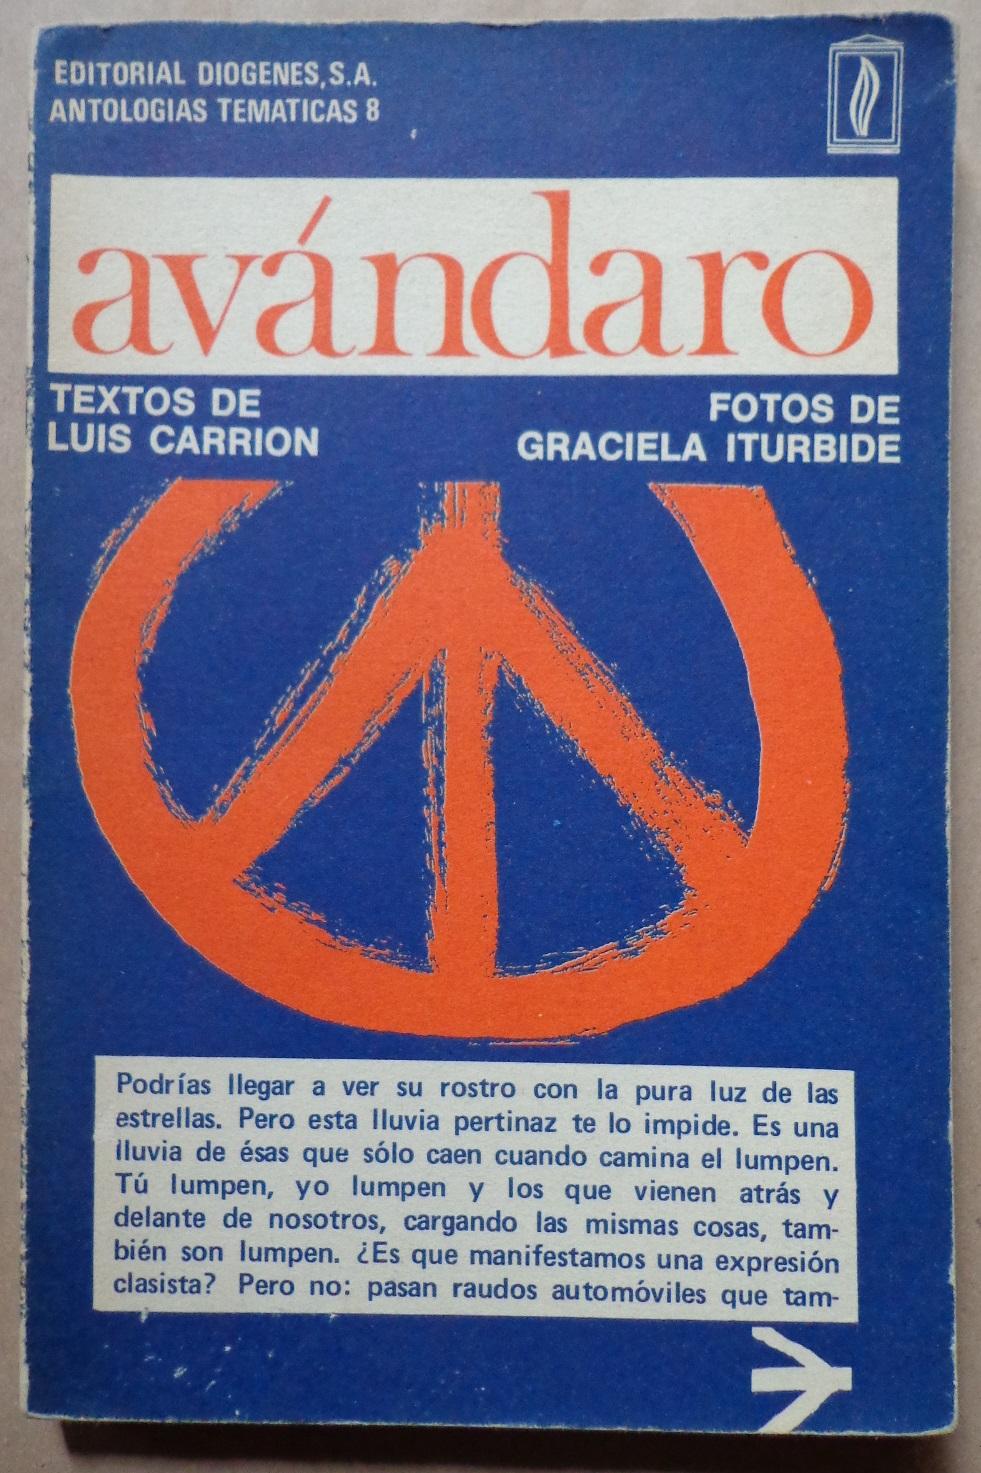 EDITORIAL DIOGENES, S.A.
ANTOLOGIAS TEMATICAS 8
avándaro
TEXTOS DE
LUIS CARRION
FOTOS DE
GRACIELA ITURBIDE
Podrías llegar a ver su rostro con la pura luz de las
estrellas. Pero esta lluvia pertinaz te lo impide. Es una
lluvia de ésas que sólo caen cuando camina el lumpen.
Tú lumpen, yo lumpen y los que vienen atrás y
delante de nosotros, cargando las mismas cosas, tam-
bién son lumpen. ¿Es que manifestamos una expresión
clasista? Pero no: pasan raudos automóviles que tam-